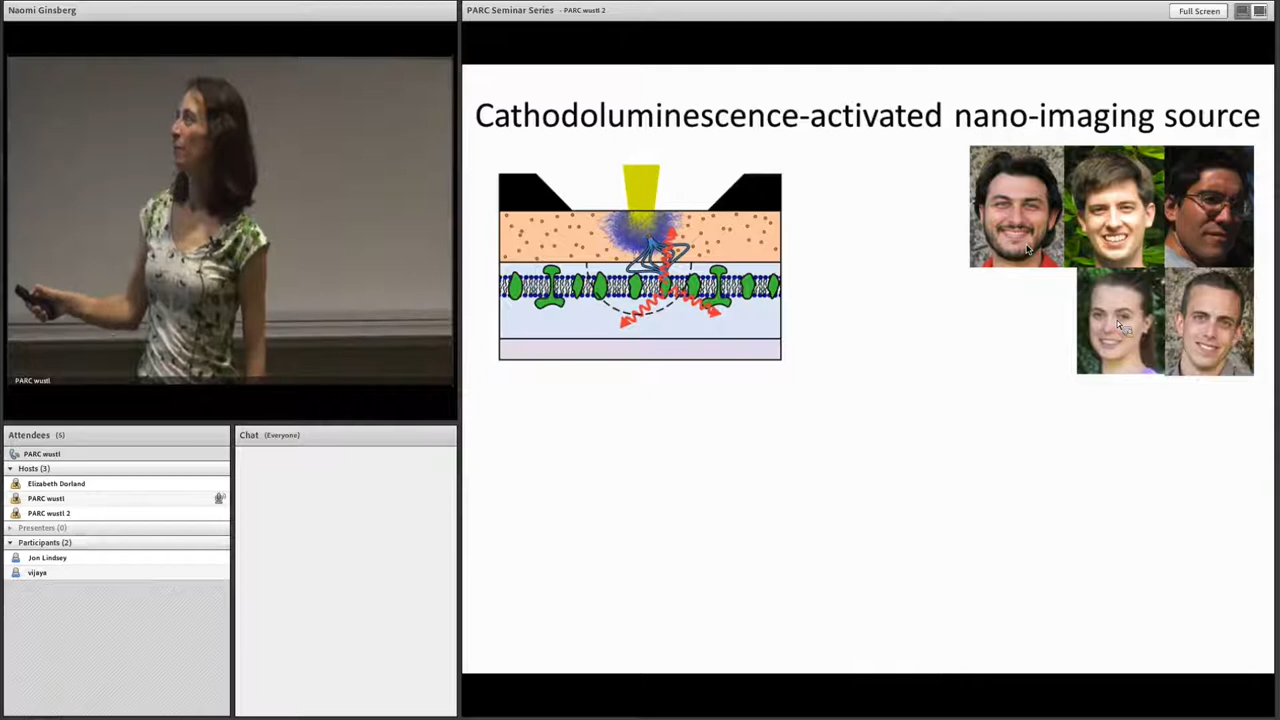 Naomi Ginsberg
PARC Seminar Series - PARC wustl 2
Full Screen
Cathodoluminescence-activated nano-imaging source
PARC wustl
Attendees (5)
PARC wustl
Hosts (3)
Elizabeth Dorland
PARC wustl
PARC wustl 2
Presenters (0)
Participants (2)
Jon Lindsey
vijaya
Chat (Everyone)